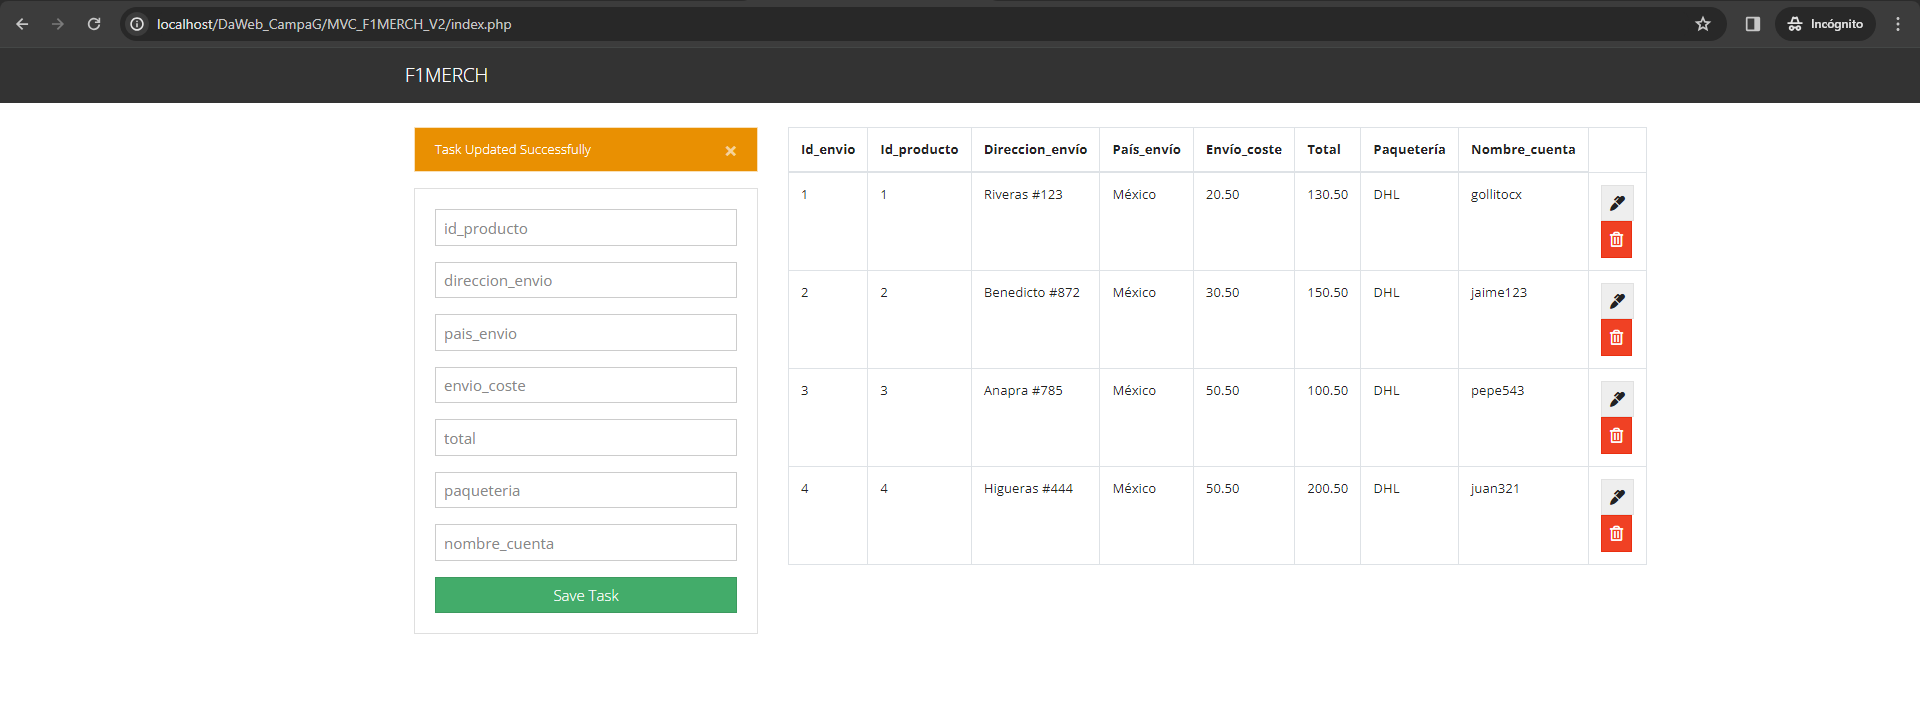 localhost/DaWeb_CampaG/MVC_F1MERCH_V2/index.php
Incógnito
F1MERCH
Task Updated Successfully ×
id_producto
direccion_envio
pais_envio
envio_coste
total
paqueteria
nombre_cuenta
Save Task
Id_envio Id_producto Direccion_envío País_envío Envío_coste Total Paquetería Nombre_cuenta
1 1 Riveras #123 México 20.50 130.50 DHL gollitocx
2 2 Benedicto #872 México 30.50 150.50 DHL jaime123
3 3 Anapra #785 México 50.50 100.50 DHL pepe543
4 4 Higueras #444 México 50.50 200.50 DHL juan321